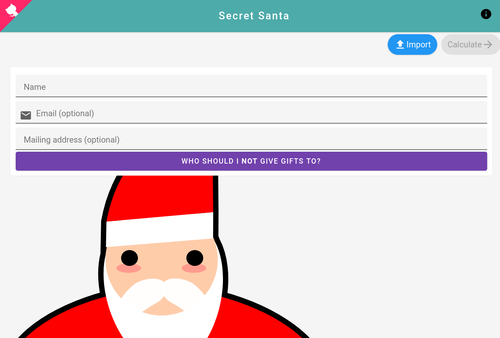 Secret Santa
Import
Calculate
Name
Email (optional)
Mailing address (optional)
WHO SHOULD I NOT GIVE GIFTS TO?